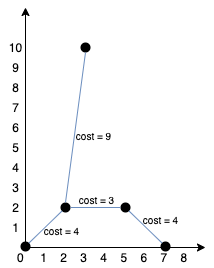 10
9
8
7
6
5
cost = 9
4
3
cost = 3
2
cost = 4
1
cost = 4
0 1 2 3 4 5 6 7 8